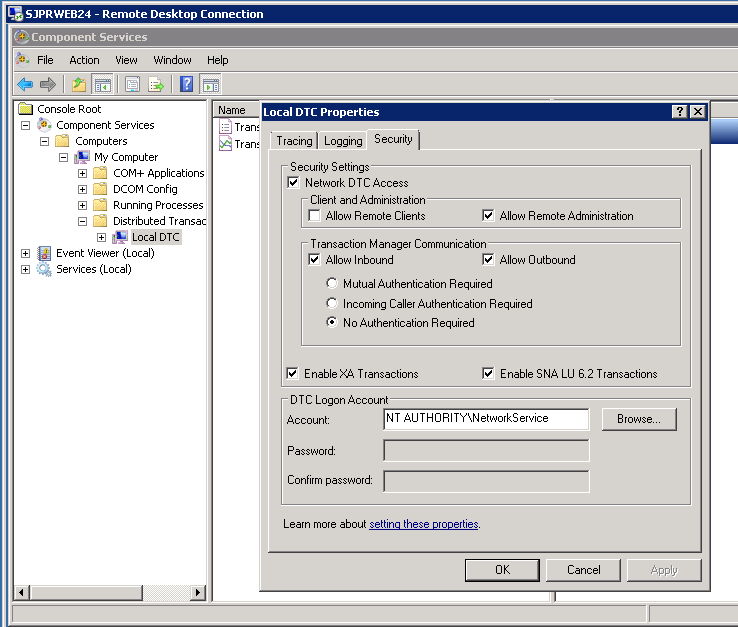 SJPRWEB24 - Remote Desktop Connection
Component Services
File Action View Window Help
Console Root
Component Services
Computers
My Computer
COM+ Applications
DCOM Config
Running Processes
Distributed Transac
Local DTC
Event Viewer (Local)
Services (Local)
Name
Trans
Trans
Local DTC Properties
Tracing Logging Security
Security Settings
Network DTC Access
Client and Administration
Allow Remote Clients Allow Remote Administration
Transaction Manager Communication
Allow Inbound Allow Outbound
Mutual Authentication Required
Incoming Caller Authentication Required
No Authentication Required
Enable XA Transactions Enable SNA LU 6.2 Transactions
DTC Logon Account
Account: NT AUTHORITY\NetworkService Browse...
Password:
Confirm password:
Learn more about setting these properties.
OK Cancel Apply